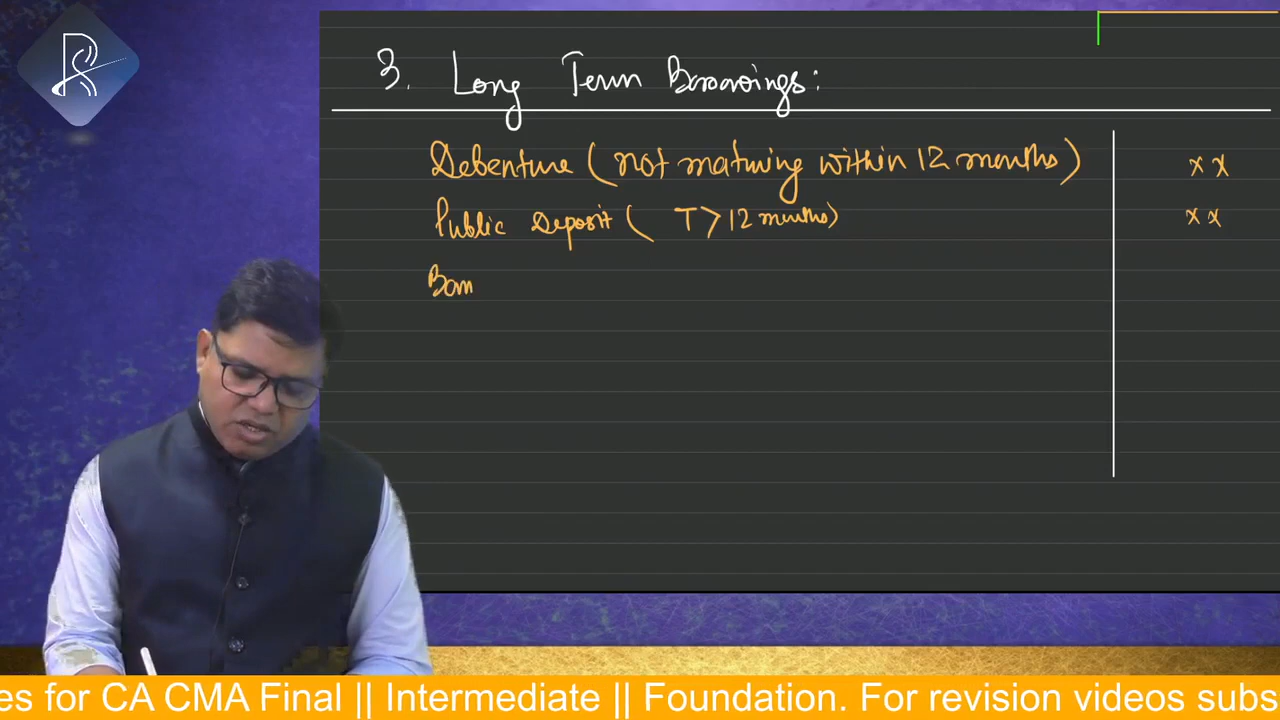 3. Long Term Borrowings:
Debenture (not maturing within 12 months) xx
Public Deposit ( T > 12 months) xx
es for CA CMA Final || Intermediate || Foundation. For revision videos subs